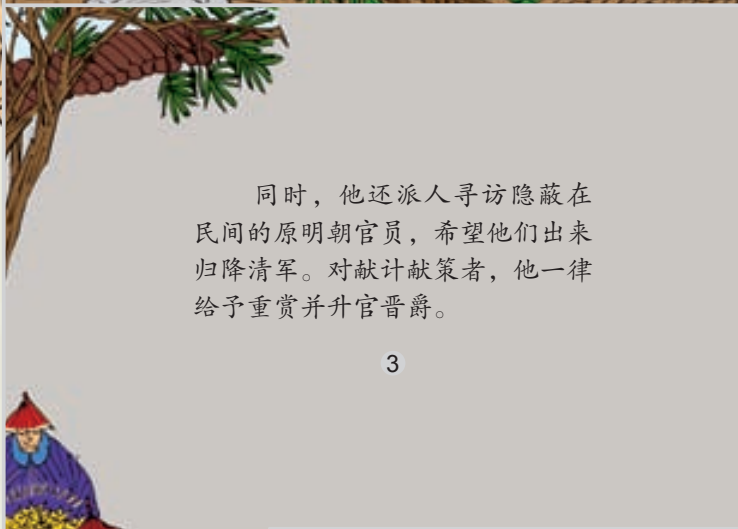 同时，他还派人寻访隐蔽在
民间的原明朝官员，希望他们出来
归降清军。对献计献策者，他一律
给予重赏并升官晋爵。
3